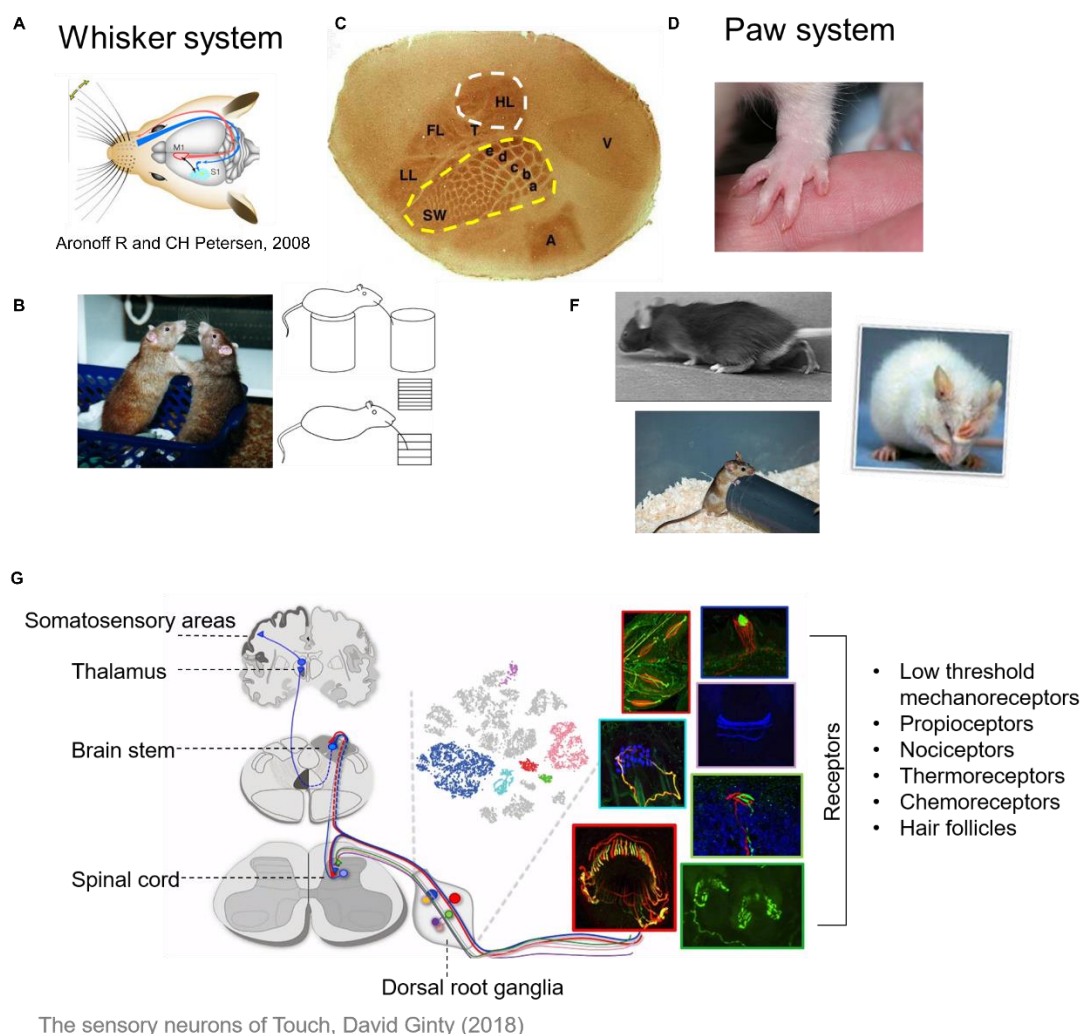 A
Whisker system
M1
S1
Aronoff R and CH Petersen, 2008
C
HL
FL
T
V
e
d
c
b
a
LL
SW
A
D
Paw system
B
F
G
Somatosensory areas
Thalamus
Brain stem
Spinal cord
Dorsal root ganglia
Receptors
• Low threshold
mechanoreceptors
• Propioceptors
• Nociceptors
• Thermoreceptors
• Chemoreceptors
• Hair follicles
The sensory neurons of Touch, David Ginty (2018)